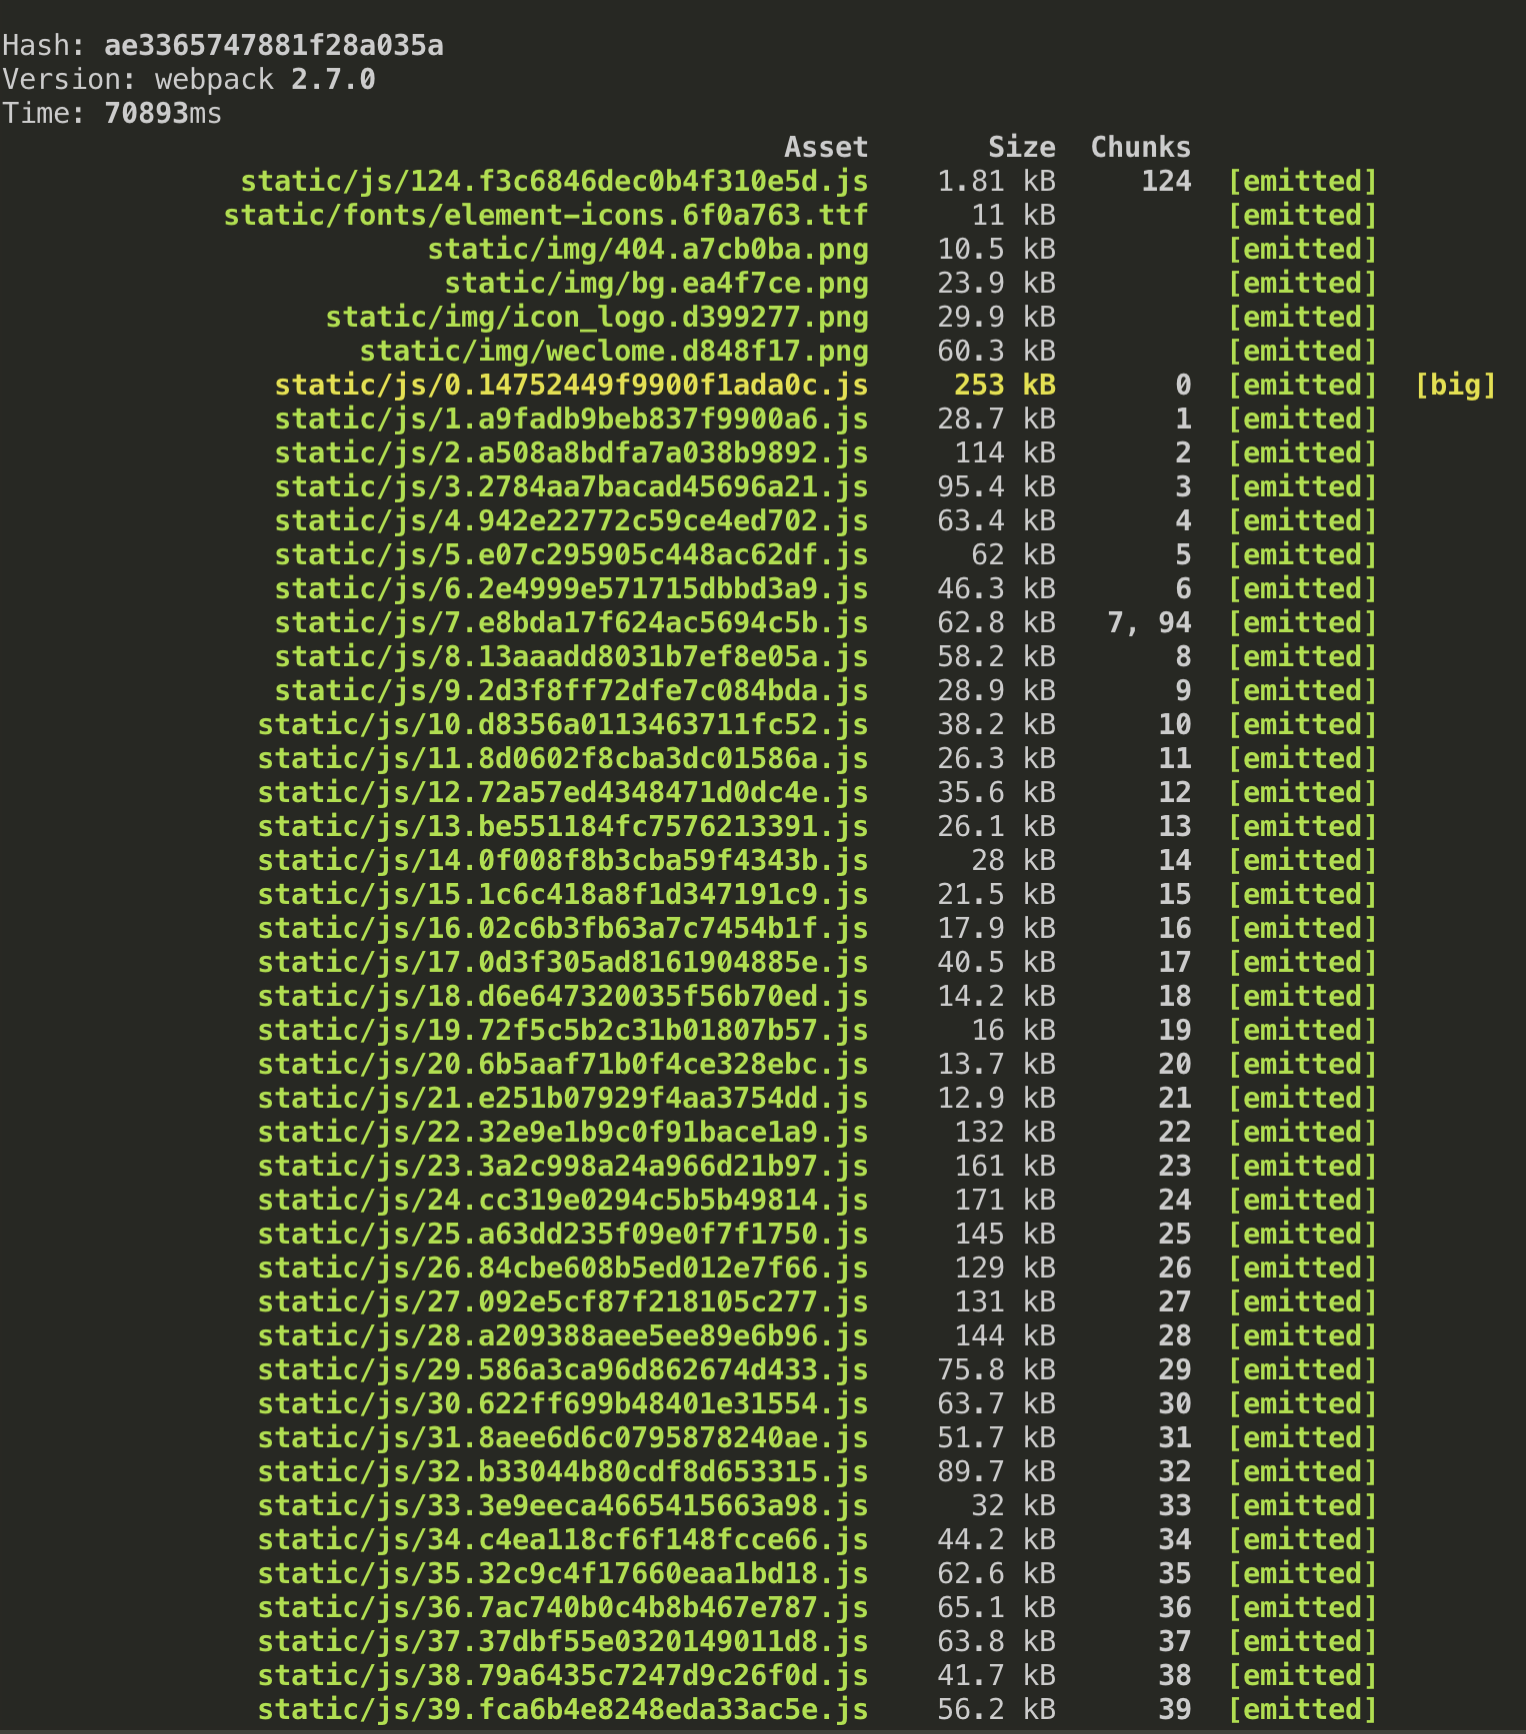 Hash: ae3365747881f28a035a
Version: webpack 2.7.0
Time: 70893ms
Asset Size Chunks
static/js/124.f3c6846dec0b4f310e5d.js 1.81 kB 124 [emitted]
static/fonts/element-icons.6f0a763.ttf 11 kB [emitted]
static/img/404.a7cb0ba.png 10.5 kB [emitted]
static/img/bg.ea4f7ce.png 23.9 kB [emitted]
static/img/icon_logo.d399277.png 29.9 kB [emitted]
static/img/weclome.d848f17.png 60.3 kB [emitted]
static/js/0.14752449f9900f1ada0c.js 253 kB 0 [emitted] [big]
static/js/1.a9fadb9beb837f9900a6.js 28.7 kB 1 [emitted]
static/js/2.a508a8bdfa7a038b9892.js 114 kB 2 [emitted]
static/js/3.2784aa7bacad45696a21.js 95.4 kB 3 [emitted]
static/js/4.942e22772c59ce4ed702.js 63.4 kB 4 [emitted]
static/js/5.e07c295905c448ac62df.js 62 kB 5 [emitted]
static/js/6.2e4999e571715dbbd3a9.js 46.3 kB 6 [emitted]
static/js/7.e8bda17f624ac5694c5b.js 62.8 kB 7, 94 [emitted]
static/js/8.13aaadd8031b7ef8e05a.js 58.2 kB 8 [emitted]
static/js/9.2d3f8ff72dfe7c084bda.js 28.9 kB 9 [emitted]
static/js/10.d8356a0113463711fc52.js 38.2 kB 10 [emitted]
static/js/11.8d0602f8cba3dc01586a.js 26.3 kB 11 [emitted]
static/js/12.72a57ed4348471d0dc4e.js 35.6 kB 12 [emitted]
static/js/13.be551184fc7576213391.js 26.1 kB 13 [emitted]
static/js/14.0f008f8b3cba59f4343b.js 28 kB 14 [emitted]
static/js/15.1c6c418a8f1d347191c9.js 21.5 kB 15 [emitted]
static/js/16.02c6b3fb63a7c7454b1f.js 17.9 kB 16 [emitted]
static/js/17.0d3f305ad8161904885e.js 40.5 kB 17 [emitted]
static/js/18.d6e647320035f56b70ed.js 14.2 kB 18 [emitted]
static/js/19.72f5c5b2c31b01807b57.js 16 kB 19 [emitted]
static/js/20.6b5aaf71b0f4ce328ebc.js 13.7 kB 20 [emitted]
static/js/21.e251b07929f4aa3754dd.js 12.9 kB 21 [emitted]
static/js/22.32e9e1b9c0f91bace1a9.js 132 kB 22 [emitted]
static/js/23.3a2c998a24a966d21b97.js 161 kB 23 [emitted]
static/js/24.cc319e0294c5b5b49814.js 171 kB 24 [emitted]
static/js/25.a63dd235f09e0f7f1750.js 145 kB 25 [emitted]
static/js/26.84cbe608b5ed012e7f66.js 129 kB 26 [emitted]
static/js/27.092e5cf87f218105c277.js 131 kB 27 [emitted]
static/js/28.a209388aee5ee89e6b96.js 144 kB 28 [emitted]
static/js/29.586a3ca96d862674d433.js 75.8 kB 29 [emitted]
static/js/30.622ff699b48401e31554.js 63.7 kB 30 [emitted]
static/js/31.8aee6d6c0795878240ae.js 51.7 kB 31 [emitted]
static/js/32.b33044b80cdf8d653315.js 89.7 kB 32 [emitted]
static/js/33.3e9eeca4665415663a98.js 32 kB 33 [emitted]
static/js/34.c4ea118cf6f148fcce66.js 44.2 kB 34 [emitted]
static/js/35.32c9c4f17660eaa1bd18.js 62.6 kB 35 [emitted]
static/js/36.7ac740b0c4b8b467e787.js 65.1 kB 36 [emitted]
static/js/37.37dbf55e0320149011d8.js 63.8 kB 37 [emitted]
static/js/38.79a6435c7247d9c26f0d.js 41.7 kB 38 [emitted]
static/js/39.fca6b4e8248eda33ac5e.js 56.2 kB 39 [emitted]